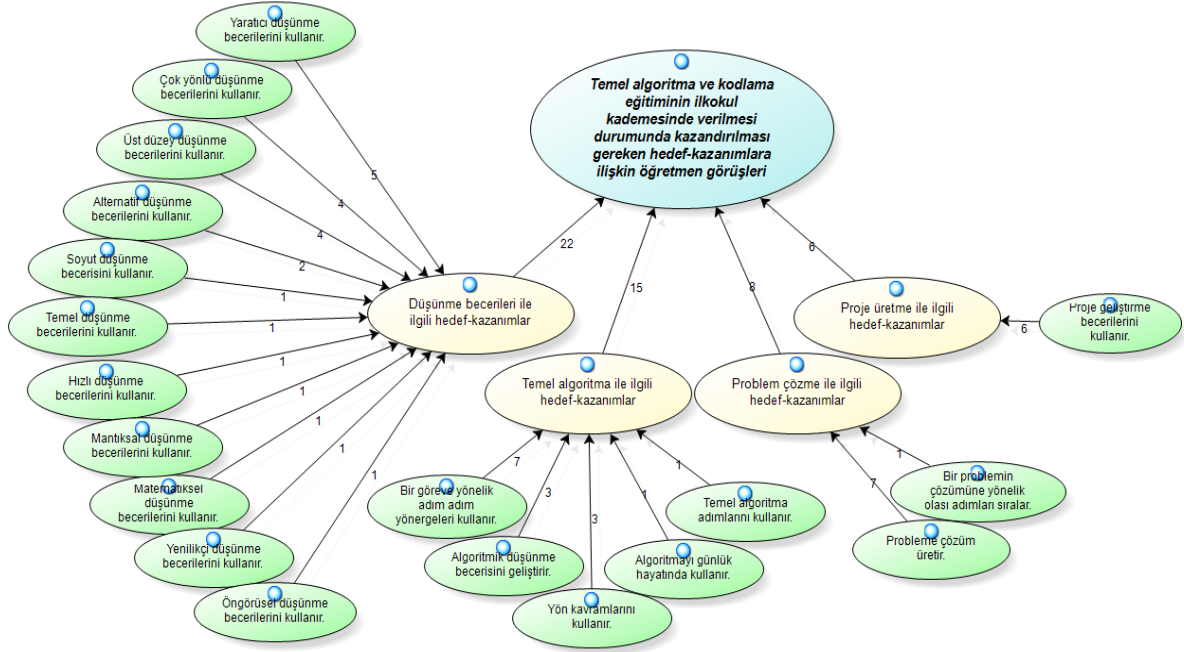 Yaratıcı düşünme
becerilerini kullanır.
Çok yönlü düşünme
becerilerini kullanır.
Üst düzey düşünme
becerilerini kullanır.
Alternatif düşünme
becerilerini kullanır.
Soyut düşünme
becerisini kullanır.
Temel düşünme
becerilerini kullanır.
Hızlı düşünme
becerilerini kullanır.
Mantıksal düşünme
becerilerini kullanır.
Matematiksel
düşünme
becerilerini kullanır.
Yenilikçi düşünme
becerilerini kullanır.
Öngörüsel düşünme
becerilerini kullanır.
5
4
4
2
1
1
1
1
1
1
1
Düşünme becerileri ile
ilgili hedef-kazanımlar
22
Temel algoritma ve kodlama
eğitiminin ilkokul
kademesinde verilmesi
durumunda kazandırılması
gereken hedef-kazanımlara
ilişkin öğretmen görüşleri
15
8
6
Temel algoritma ile ilgili
hedef-kazanımlar
7
3
3
1
1
Bir göreve yönelik
adım adım
yönergeleri kullanır.
Algoritmik düşünme
becerisini geliştirir.
Yön kavramlarını
kullanır.
Algoritmayı günlük
hayatında kullanır.
Temel algoritma
adımlarını kullanır.
Problem çözme ile ilgili
hedef-kazanımlar
7
1
Probleme çözüm
üretir.
Bir problemin
çözümüne yönelik
olası adımları sıralar.
Proje üretme ile ilgili
hedef-kazanımlar
6
Proje geliştirme
becerilerini
kullanır.